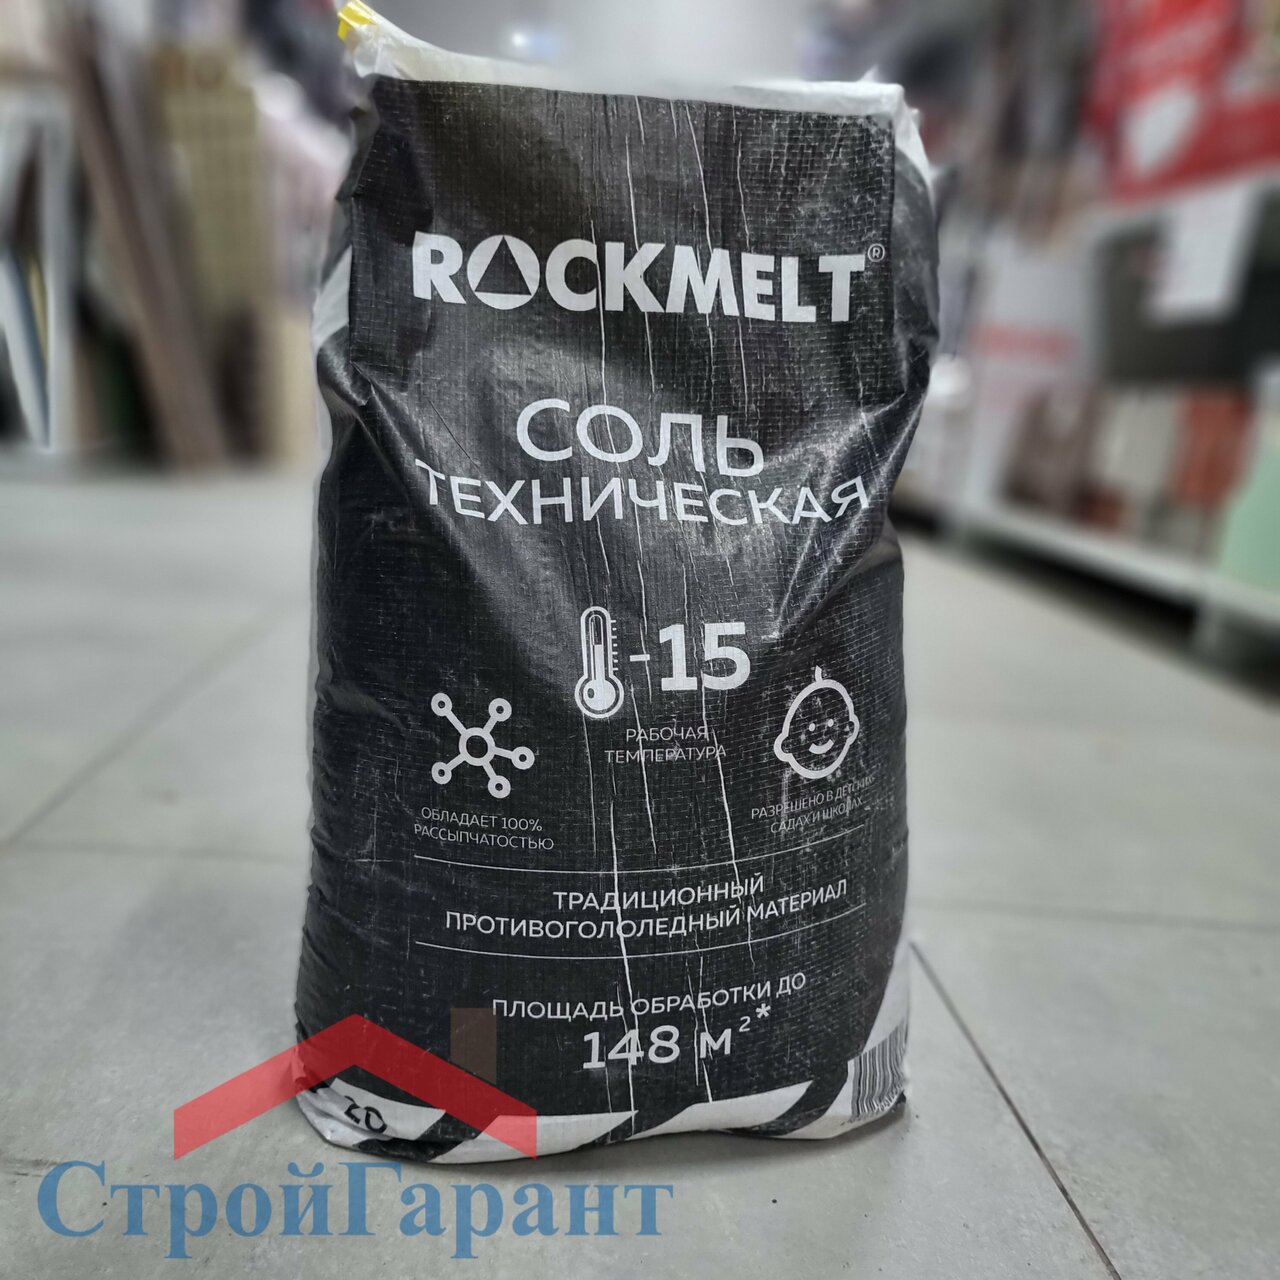 ROCKMELT®
СОЛЬ
ТЕХНИЧЕСКАЯ
-15
РАБОЧАЯ
ТЕМПЕРАТУРА
ОБЛАДАЕТ 100%
РАССЫПЧАТОСТЬЮ
РАЗРЕШЕНО В ДЕТСКИХ
САДАХ И ШКОЛАХ
ТРАДИЦИОННЫЙ
ПРОТИВОГОЛОЛЕДНЫЙ МАТЕРИАЛ
ПЛОЩАДЬ ОБРАБОТКИ ДО
148 м²*
20
СтройГарант